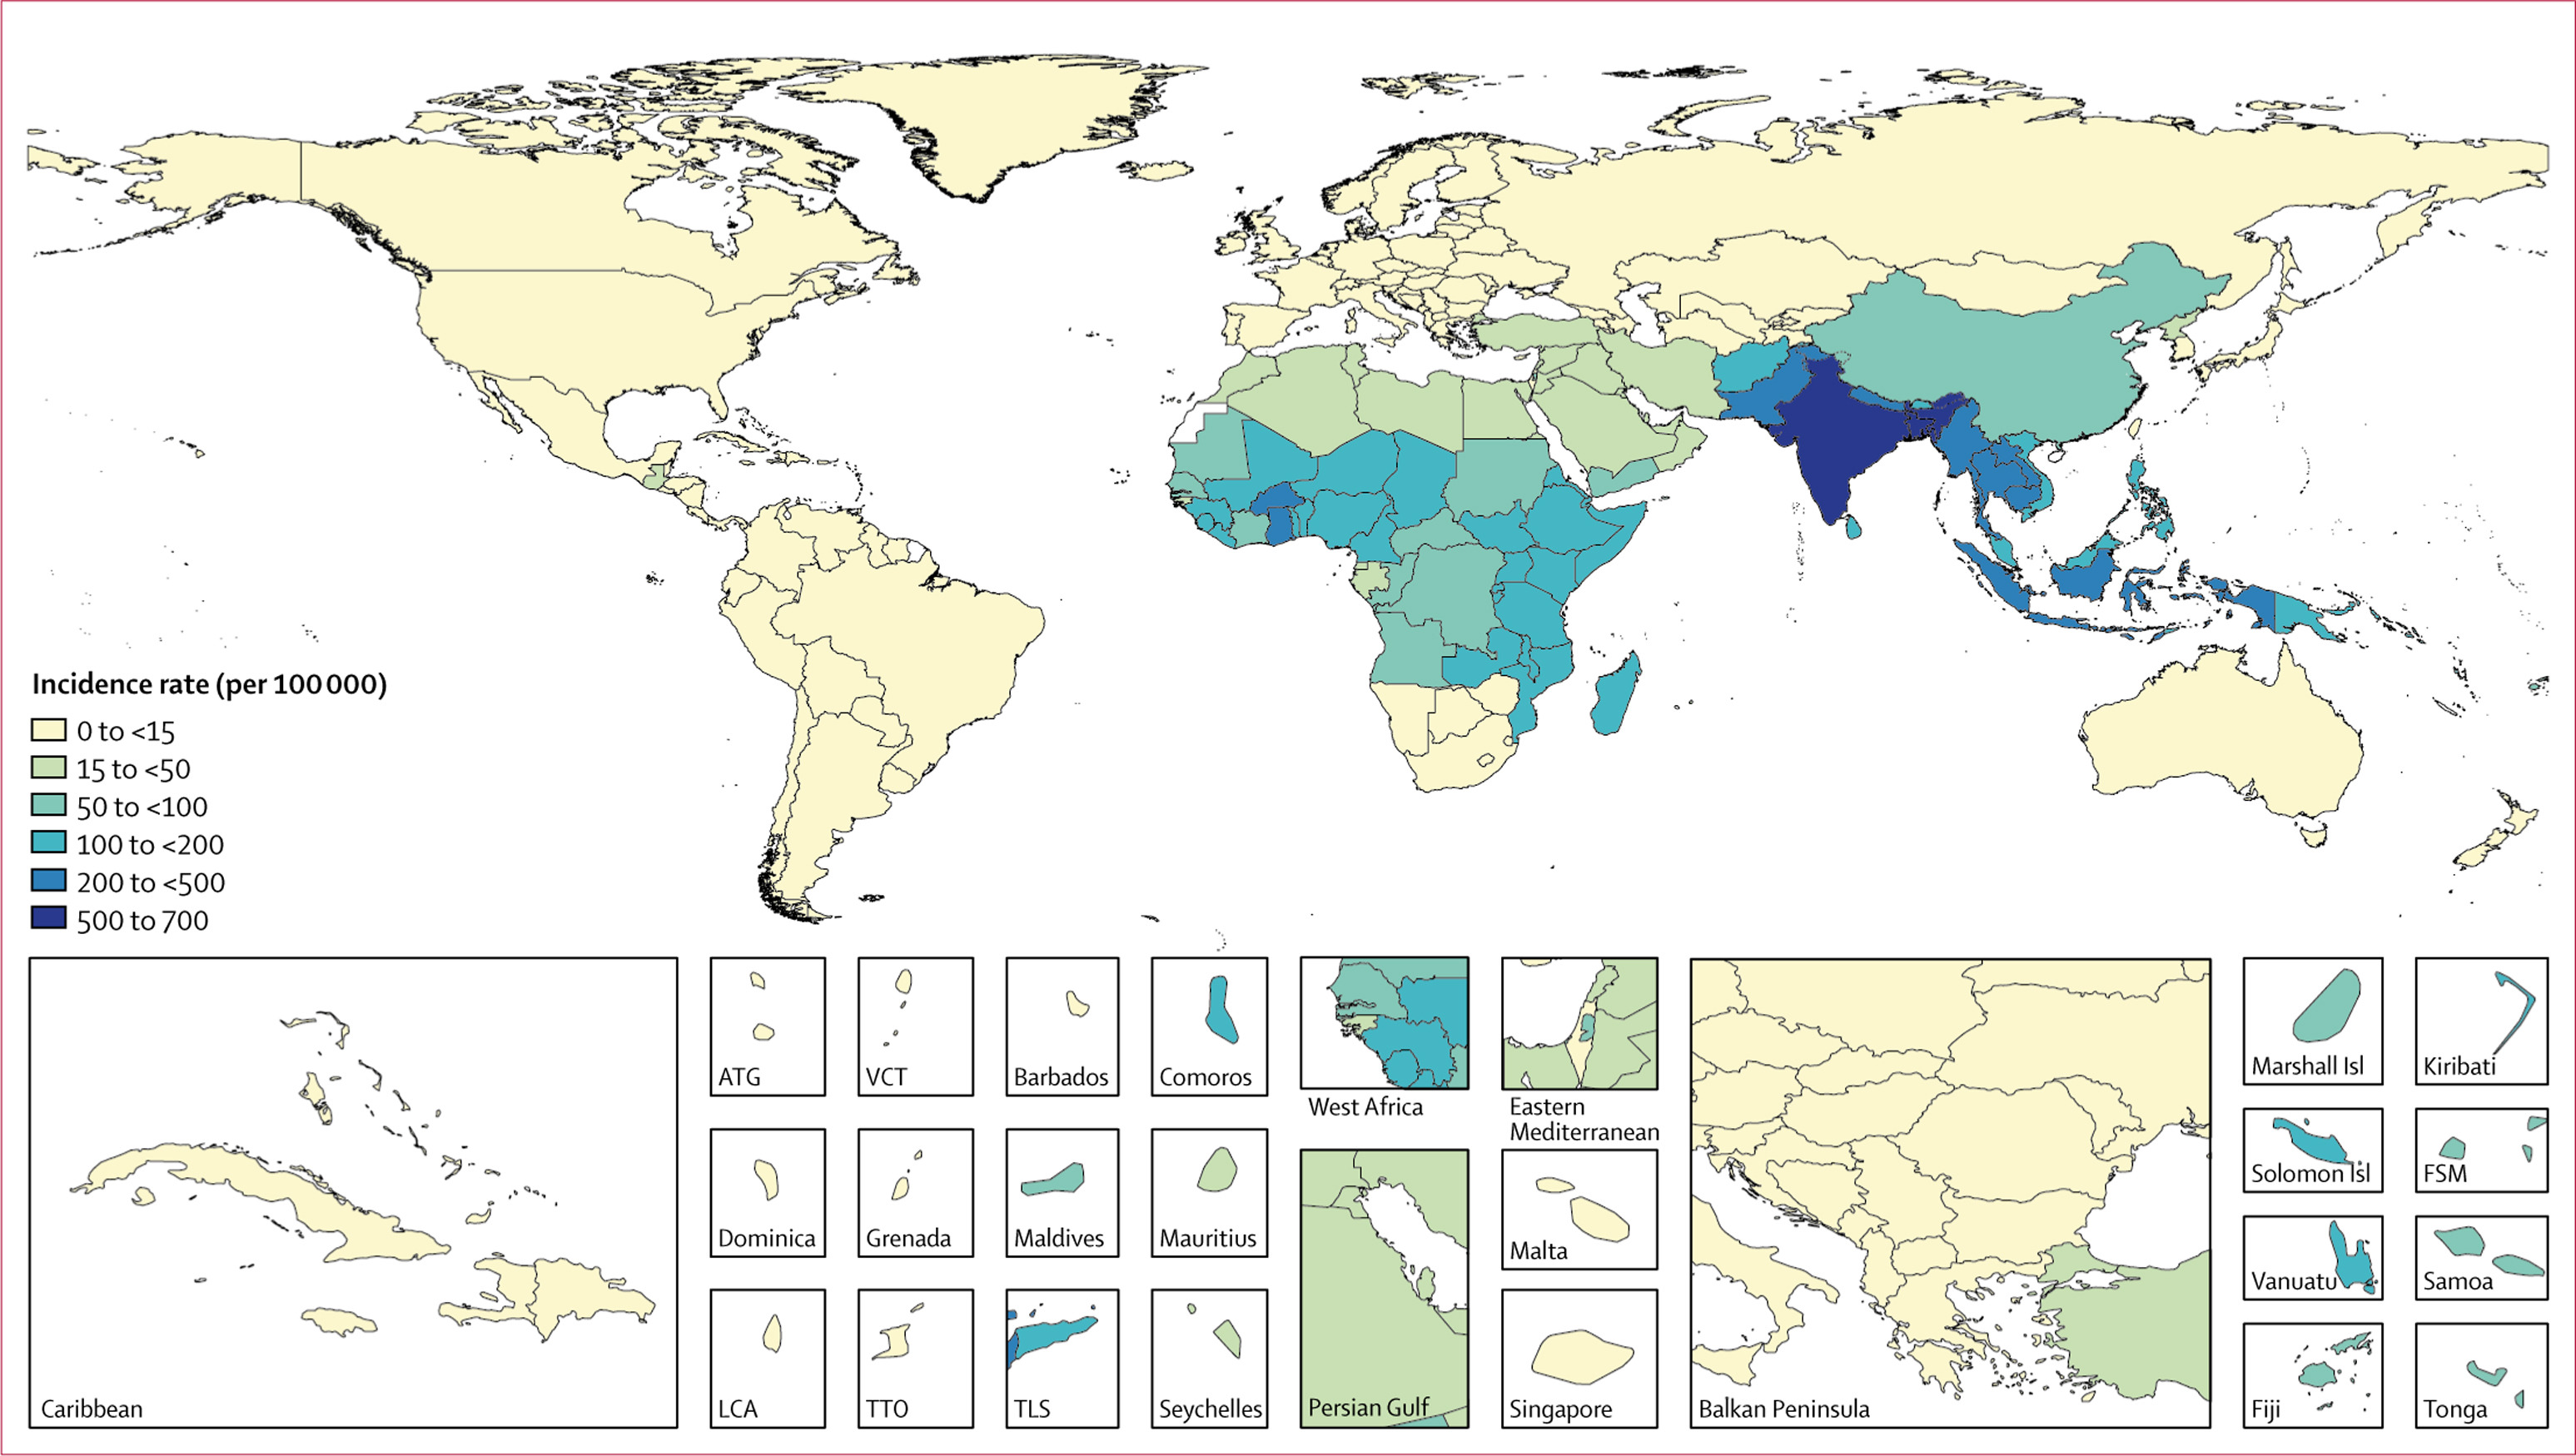 Incidence rate (per 100 000)
0 to <15
15 to <50
50 to <100
100 to <200
200 to <500
500 to 700
Caribbean
ATG
VCT
Barbados
Comoros
Dominica
Grenada
Maldives
Mauritius
LCA
TTO
TLS
Seychelles
West Africa
Eastern
Mediterranean
Persian Gulf
Malta
Singapore
Balkan Peninsula
Marshall Isl
Kiribati
Solomon Isl
FSM
Vanuatu
Samoa
Fiji
Tonga